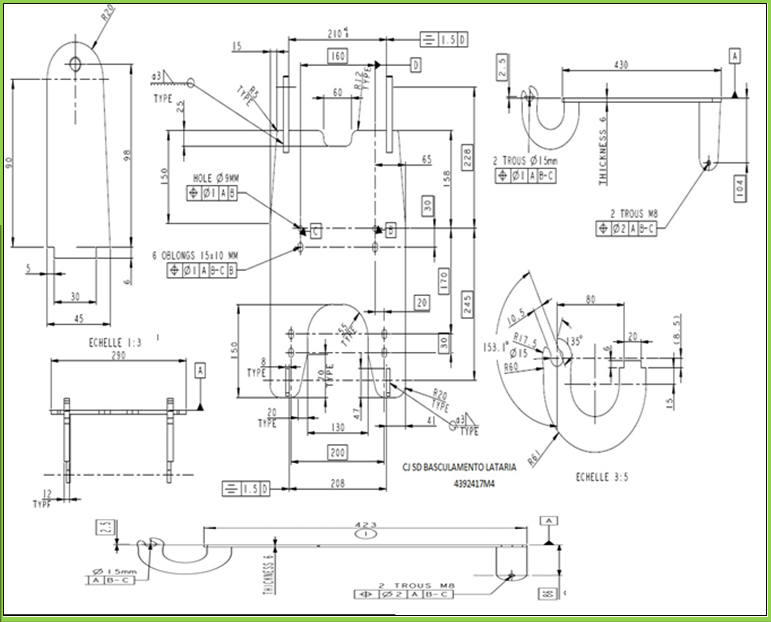 R20
90
98
5
6
30
45
ECHELLE 1:3
210
1.5 D
160
D
15
ø3
TYPE
R5
TYPE
60
R12
TYPE
25
150
65
158
228
HOLE Ø9MM
Ø1 A B
C
B
30
6 OBLONGS 15x10 MM
Ø1 A B-C B
20
170
245
30
150
55
TYPE
8
TYPE
70
TYPE
47
20
TYPE
130
41
R20
TYPE
ø3
TYPE
200
1.5 D
208
CJ SD BASCULAMENTO LATARIA
4392417M4
290
A
12
TYPE
2.5
430
A
THICKNESS 6
2 TROUS Ø15mm
Ø1 A B-C
104
2 TROUS M8
Ø2 A B-C
80
10.5
135°
R17.5
153.1°
Ø15
R60
6
20
(8.5)
15
R61
ECHELLE 3:5
2.5
423
1
A
Ø15mm
A B-C
THICKNESS 6
2 TROUS M8
Ø2 A B-C
86